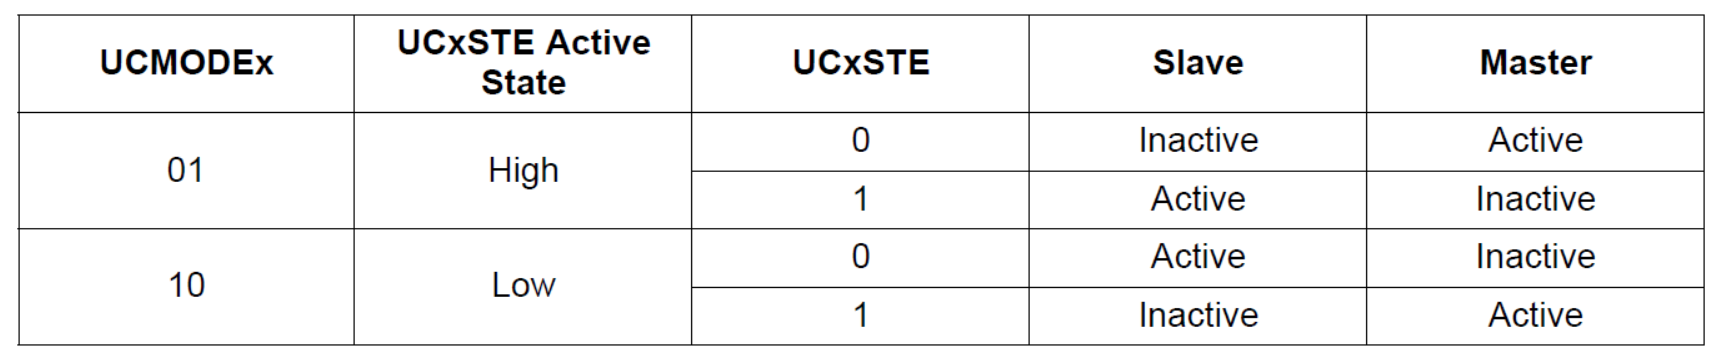 UCMODEx UCxSTE Active State UCxSTE Slave Master
01 High 0 Inactive Active
1 Active Inactive
10 Low 0 Active Inactive
1 Inactive Active